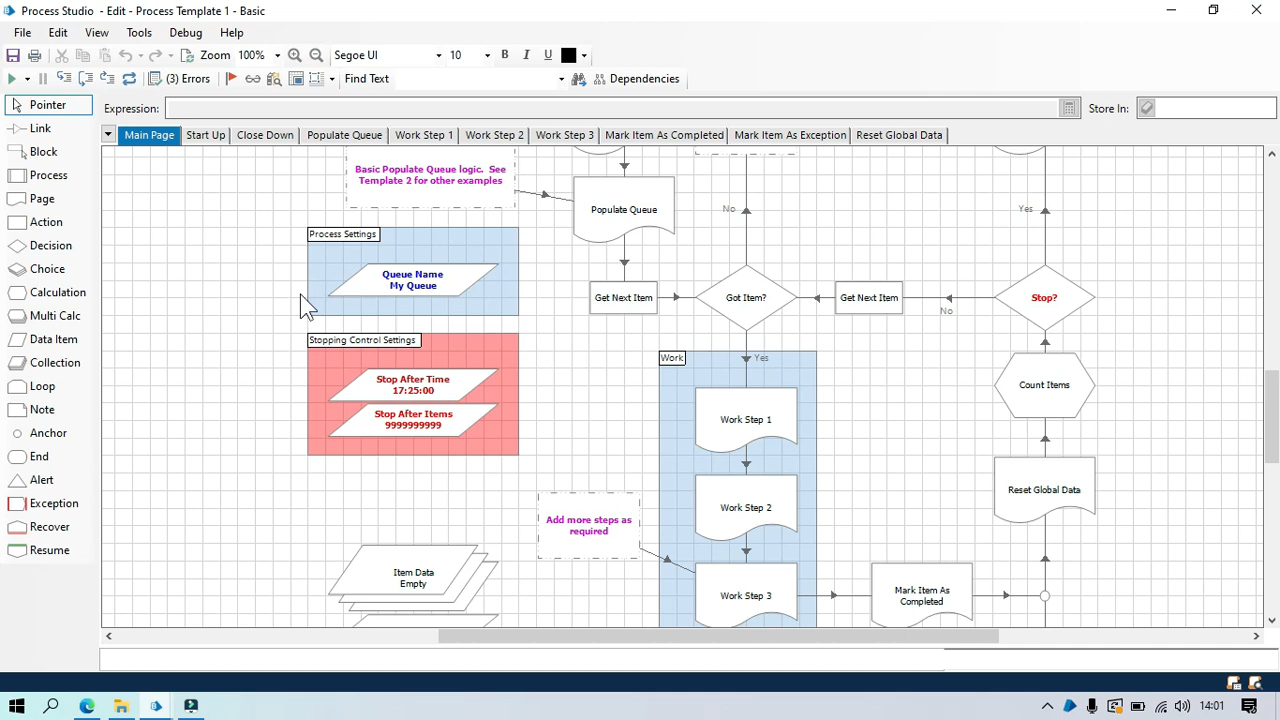 Process Studio - Edit - Process Template 1 - Basic
File Edit View Tools Debug Help
Zoom 100% Segoe UI 10 B I U
(3) Errors Find Text Dependencies
Pointer
Link
Block
Process
Page
Action
Decision
Choice
Calculation
Multi Calc
Data Item
Collection
Loop
Note
Anchor
End
Alert
Exception
Recover
Resume
Expression: Store In:
Main Page Start Up Close Down Populate Queue Work Step 1 Work Step 2 Work Step 3 Mark Item As Completed Mark Item As Exception Reset Global Data
Basic Populate Queue logic. See
Template 2 for other examples
Populate Queue
No
Yes
Process Settings
Queue Name
My Queue
Get Next Item
Got Item?
Get Next Item
No
Stop?
Stopping Control Settings
Stop After Time
17:25:00
Stop After Items
9999999999
Work
Yes
Work Step 1
Count Items
Work Step 2
Reset Global Data
Add more steps as
required
Item Data
Empty
Work Step 3
Mark Item As
Completed
14:01